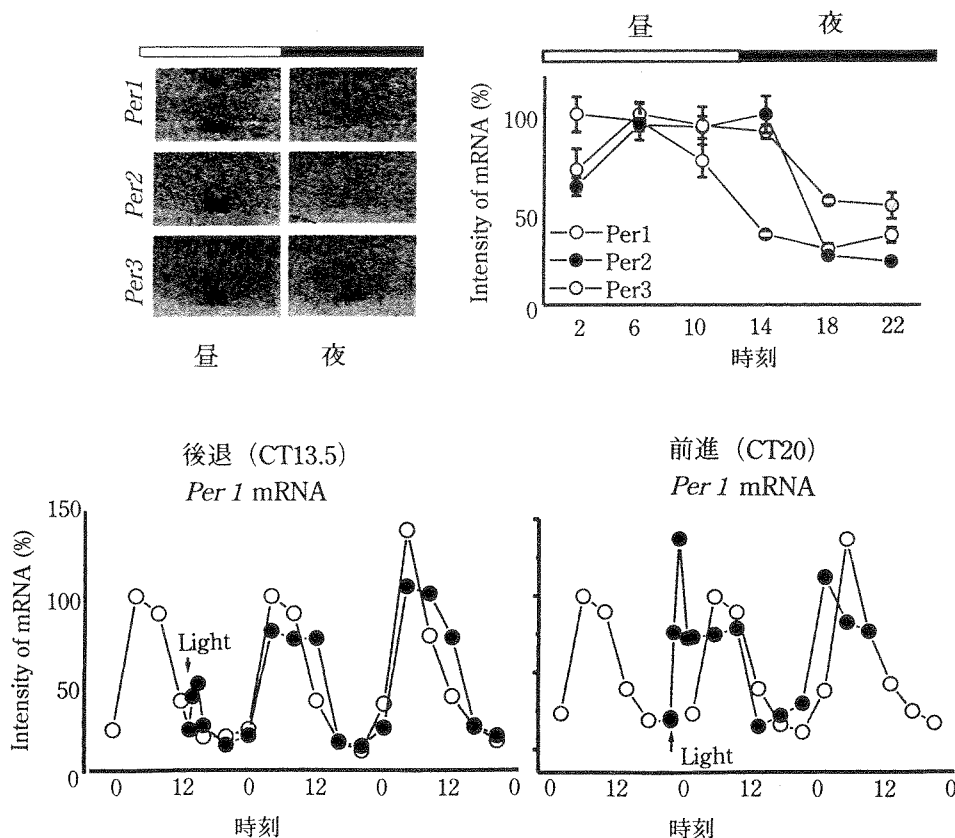 Per1
Per2
Per3
昼 夜
昼 夜
Intensity of mRNA (%)
100
50
0
Per1
Per2
Per3
2 6 10 14 18 22
時刻
後退（CT13.5）
Per 1 mRNA
Intensity of mRNA (%)
150
100
50
0
Light
0 12 0 12 0 12 0
時刻
前進（CT20）
Per 1 mRNA
Light
0 12 0 12 0 12 0
時刻